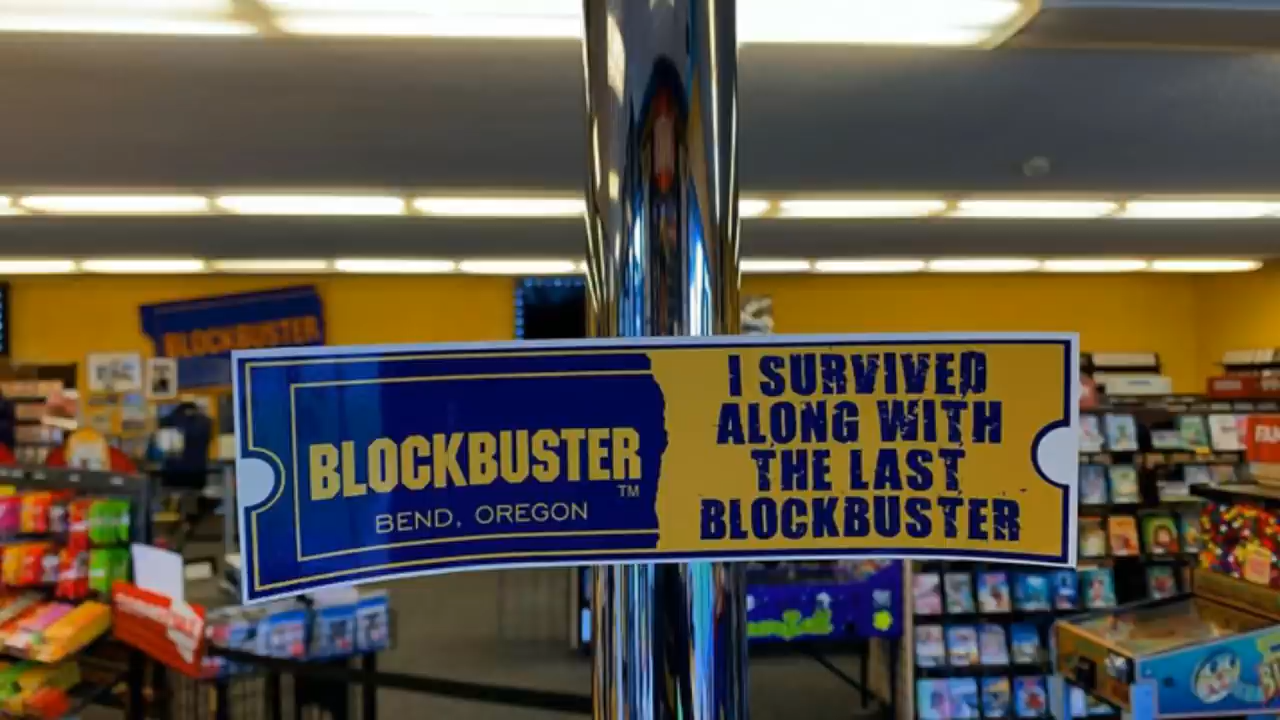 BLOCKBUSTER
BLOCKBUSTER
TM
BEND, OREGON
I SURVIVED
ALONG WITH
THE LAST
BLOCKBUSTER